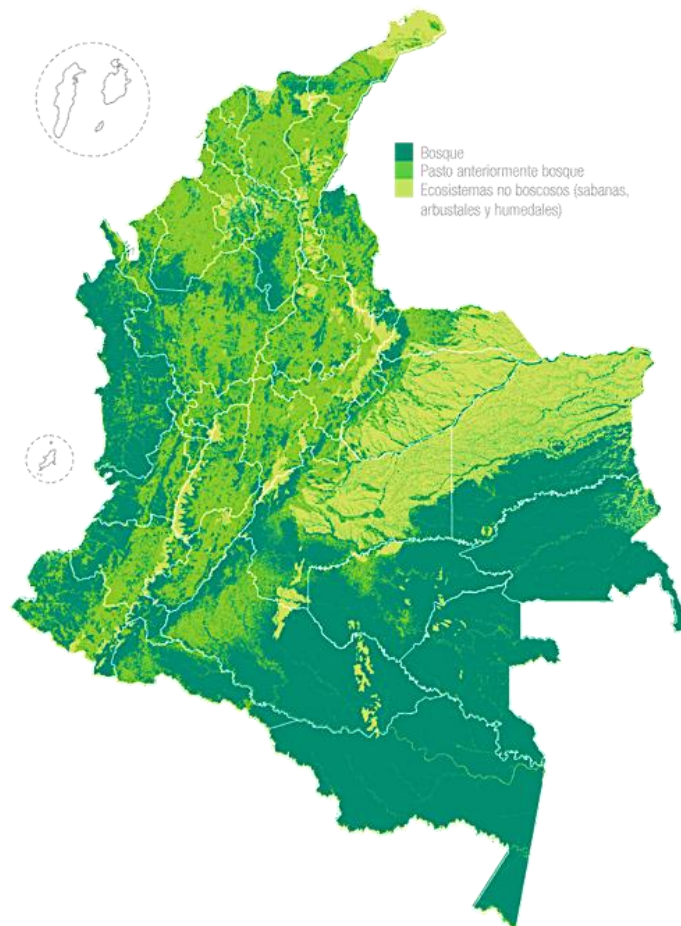 Bosque
Pasto anteriormente bosque
Ecosistemas no boscosos (sabanas,
arbustales y humedales)